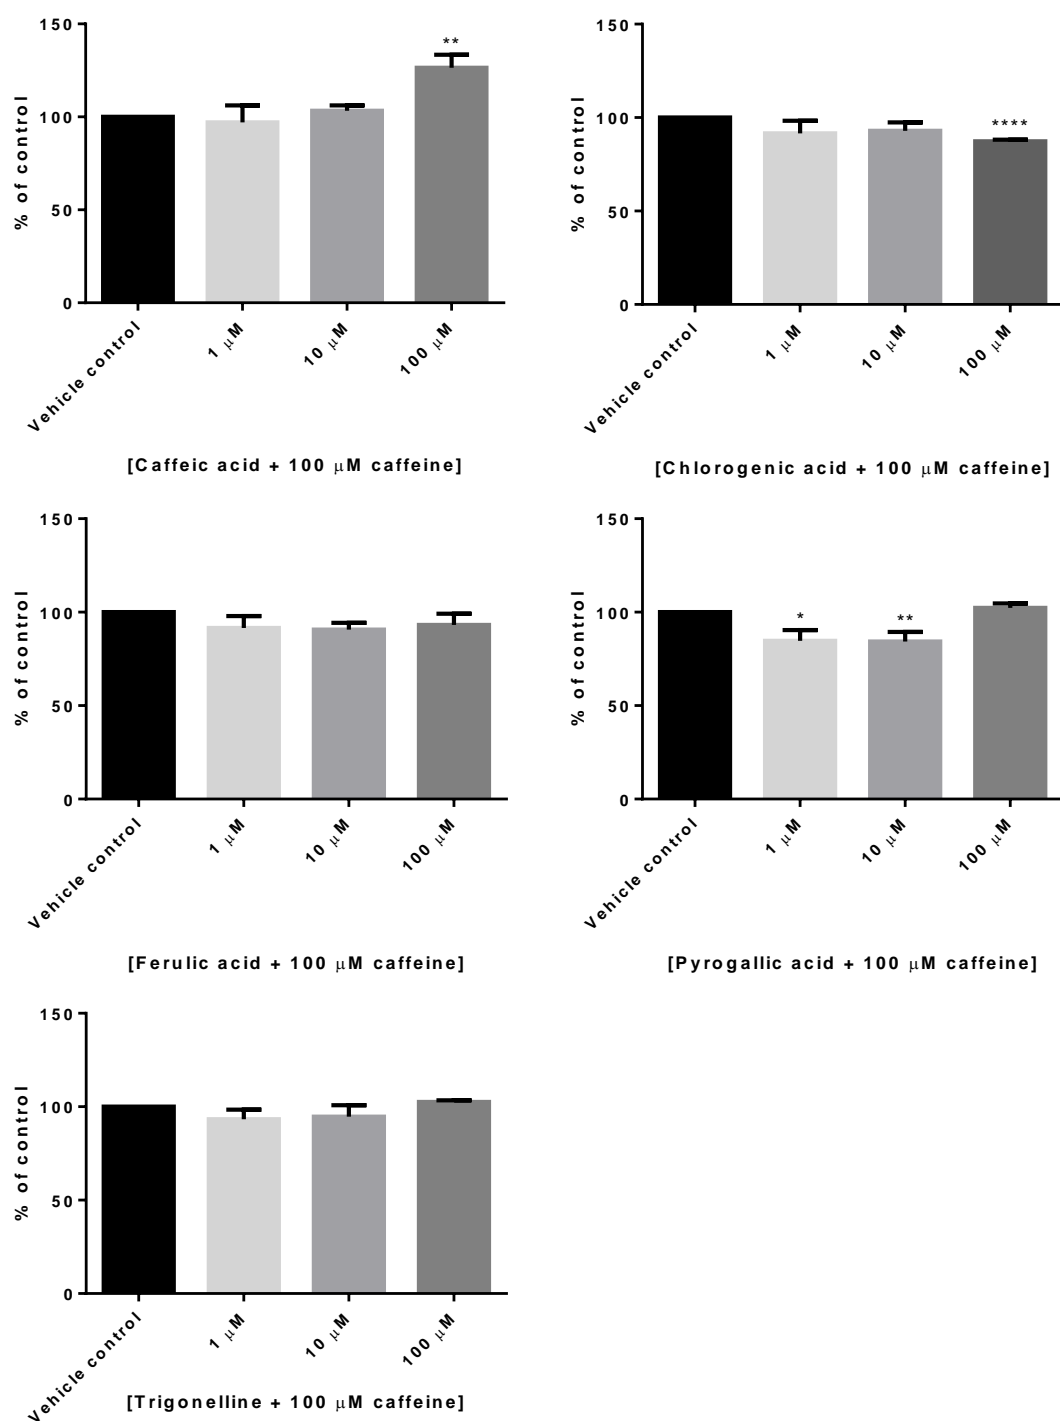 150
100
50
0
% of control
**
Vehicle control
1 μM
10 μM
100 μM
[Caffeic acid + 100 μM caffeine]
150
100
50
0
% of control
****
Vehicle control
1 μM
10 μM
100 μM
[Chlorogenic acid + 100 μM caffeine]
150
100
50
0
% of control
Vehicle control
1 μM
10 μM
100 μM
[Ferulic acid + 100 μM caffeine]
150
100
50
0
% of control
*
**
Vehicle control
1 μM
10 μM
100 μM
[Pyrogallic acid + 100 μM caffeine]
150
100
50
0
% of control
Vehicle control
1 μM
10 μM
100 μM
[Trigonelline + 100 μM caffeine]